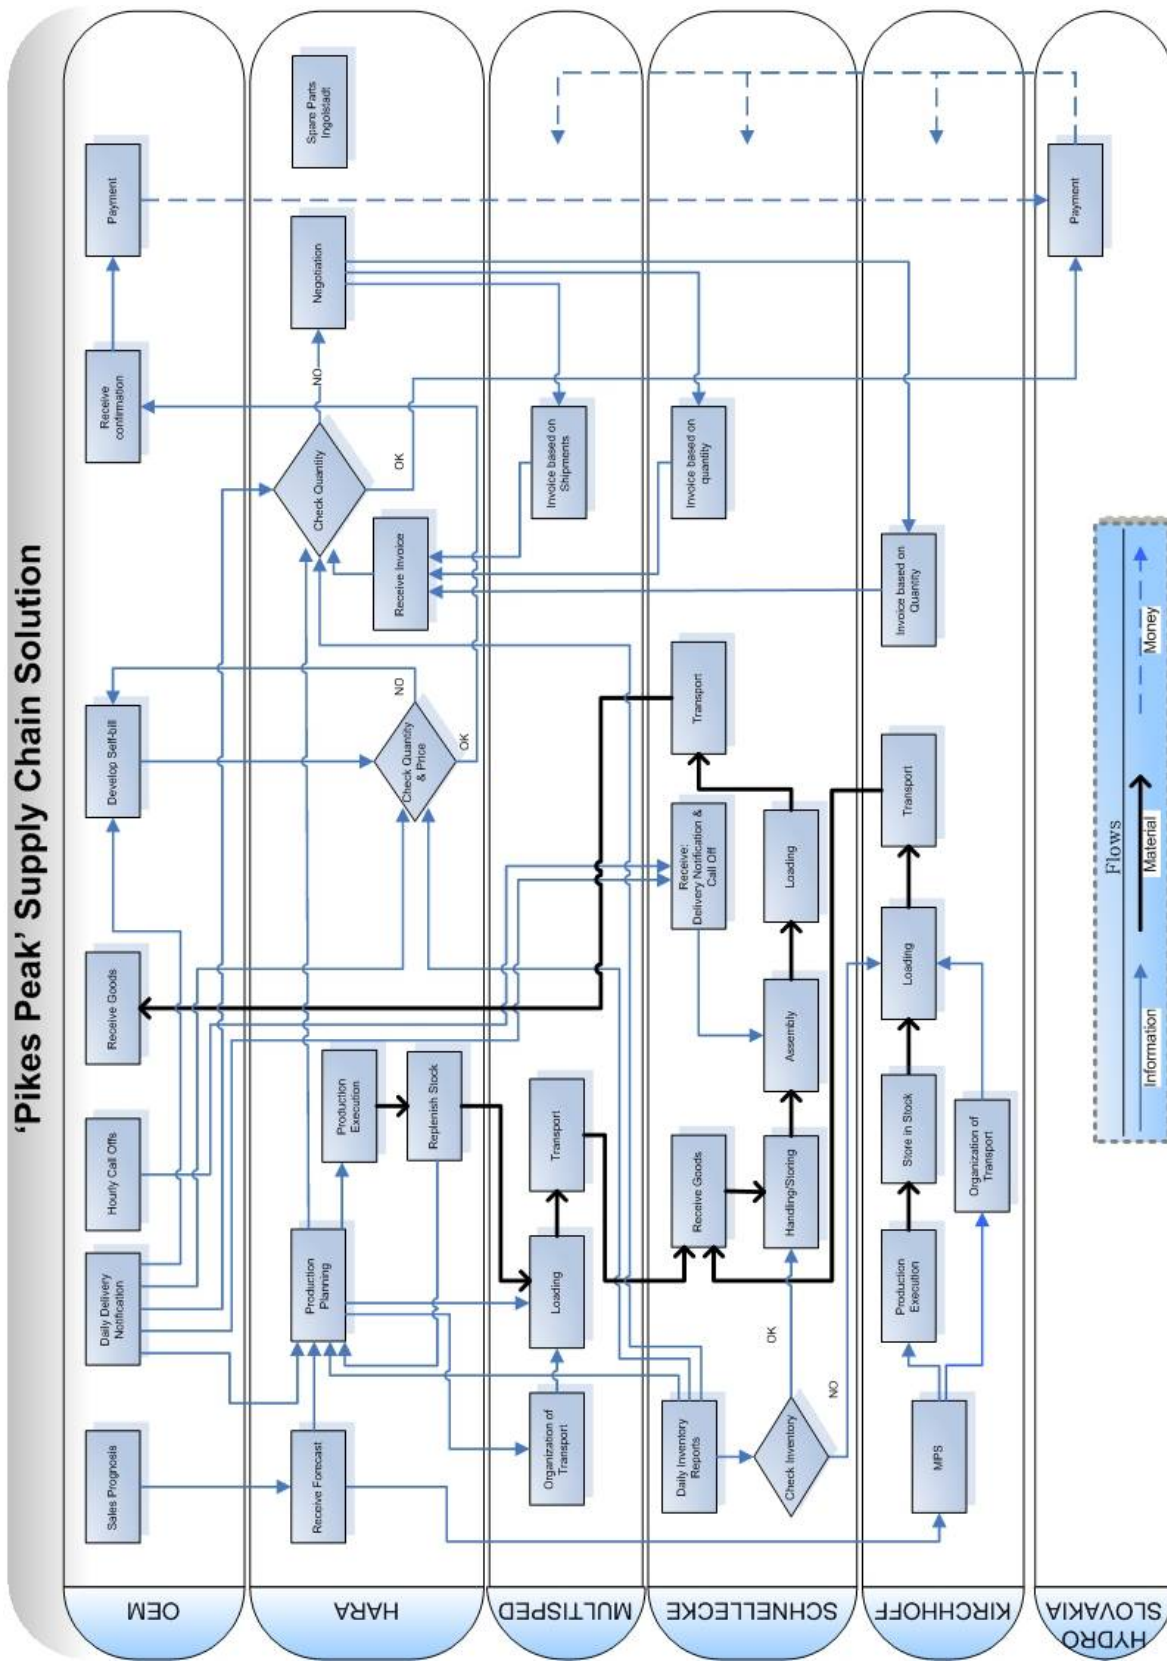 ‘Pikes Peak’ Supply Chain Solution
OEM
Sales Prognosis
Daily Delivery
Notification
Hourly Call Offs
Receive Goods
Develop Self-bill
Receive
confirmation
Payment
HARA
Receive Forecast
Production
Planning
Production
Execution
Replenish Stock
Check Quantity
& Price
NO
OK
Receive Invoice
Check Quantity
NO
OK
Negotiation
Spare Parts
Ingolstadt
MULTISPED
Organization of
Transport
Loading
Transport
Invoice based on
Shipments
SCHNELLECKE
Daily Inventory
Reports
Check Inventory
OK
NO
Receive Goods
Handling/Storing
Assembly
Receive:
Delivery Notification &
Call Off
Loading
Transport
Invoice based on
quantity
KIRCHHOFF
MPS
Production
Execution
Organization of
Transport
Store in Stock
Loading
Transport
Invoice based on
Quantity
HYDRO
SLOVAKIA
Payment
Flows
Information
Material
Money